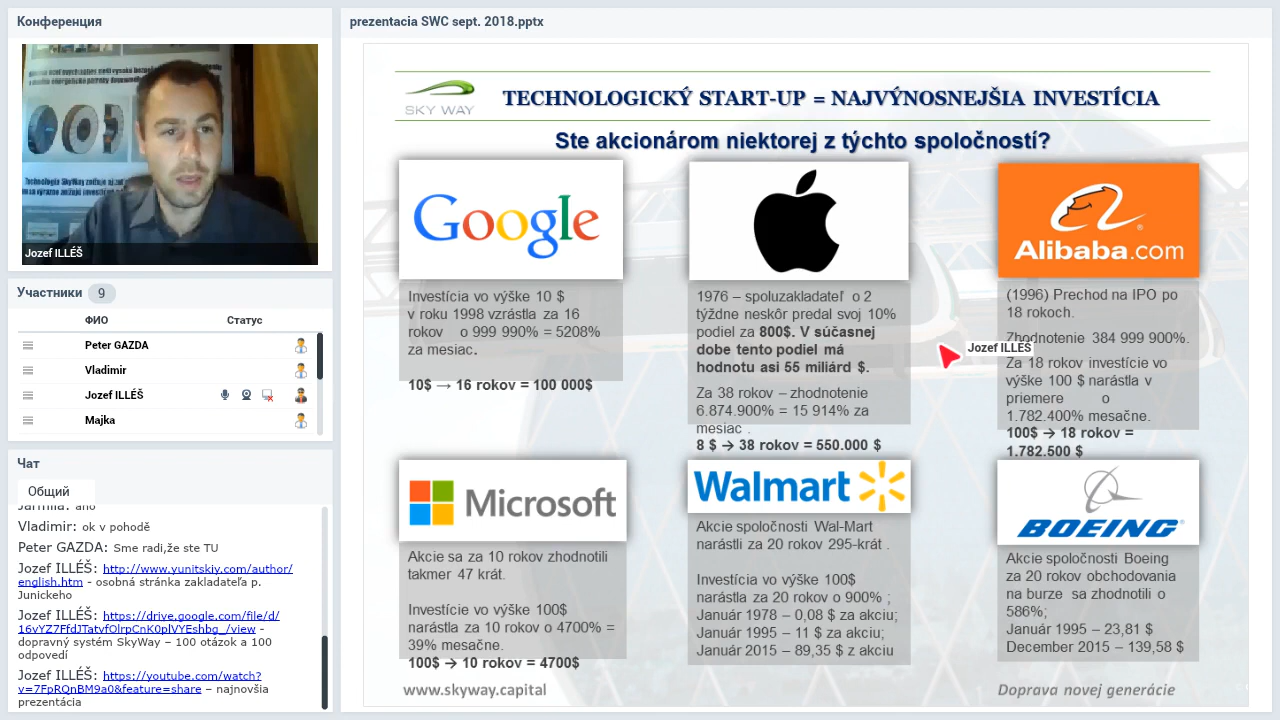 Конференция
Jozef ILLÉŠ
Участники 9
ФИО Статус
Peter GAZDA
Vladimir
Jozef ILLÉŠ
Majka
Чат
Общий
Jarmila: áno
Vladimir: ok v pohodě
Peter GAZDA: Sme radi,že ste TU
Jozef ILLÉŠ: http://www.yunitskiy.com/author/
english.htm - osobná stránka zakladateľa p.
Junickeho
Jozef ILLÉŠ: https://drive.google.com/file/d/
16vYZ7FfdJTatvfOlrpCnK0plVYEshbg_/view -
dopravný systém SkyWay – 100 otázok a 100
odpovedí
Jozef ILLÉŠ: https://youtube.com/watch?
v=7FpRQnBM9a0&feature=share – najnovšia
prezentácia
prezentacia SWC sept. 2018.pptx
SKY WAY
TECHNOLOGICKÝ START-UP = NAJVÝNOSNEJŠIA INVESTÍCIA
Ste akcionárom niektorej z týchto spoločností?
Google
Investícia vo výške 10 $
v roku 1998 vzrástla za 16
rokov o 999 990% = 5208%
za mesiac.
10$ → 16 rokov = 100 000$
1976 – spoluzakladateľ o 2
týždne neskôr predal svoj 10%
podiel za 800$. V súčasnej
dobe tento podiel má
hodnotu asi 55 miliárd $.
Za 38 rokov – zhodnotenie
6.874.900% = 15 914% za
mesiac .
8 $ → 38 rokov = 550.000 $
Alibaba.com
(1996) Prechod na IPO po
18 rokoch.
Zhodnotenie 384 999 900%.
Jozef ILLÉŠ
Za 18 rokov investície vo
výške 100 $ narástla v
priemere o
1.782.400% mesačne.
100$ → 18 rokov =
1.782.500 $
Microsoft
Akcie sa za 10 rokov zhodnotili
takmer 47 krát.
Investície vo výške 100$
narástla za 10 rokov o 4700% =
39% mesačne.
100$ → 10 rokov = 4700$
Walmart
Akcie spoločnosti Wal-Mart
narástli za 20 rokov 295-krát .
Investícia vo výške 100$
narástla za 20 rokov o 900% ;
Január 1978 – 0,08 $ za akciu;
Január 1995 – 11 $ za akciu;
Január 2015 – 89,35 $ z akciu
BOEING
Akcie spoločnosti Boeing
za 20 rokov obchodovania
na burze sa zhodnotili o
586%;
Január 1995 – 23,81 $
December 2015 – 139,58 $
www.skyway.capital
Doprava novej generácie